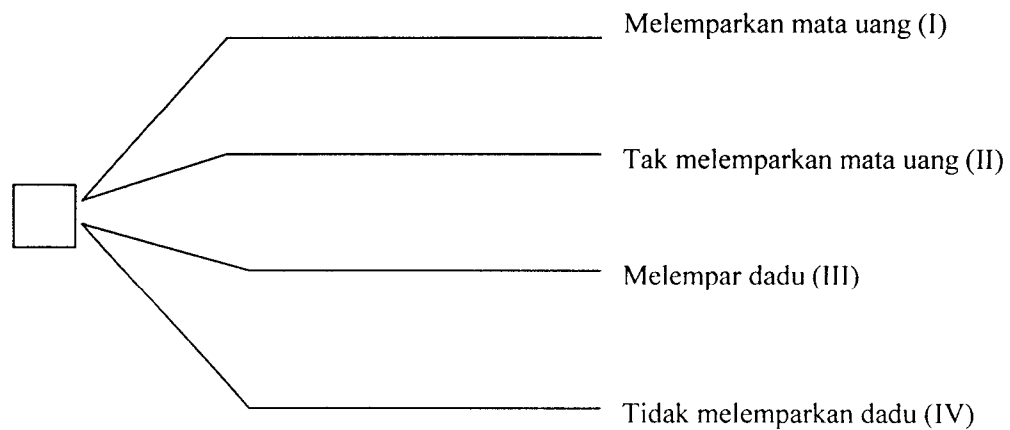 Melemparkan mata uang (I)
Tak melemparkan mata uang (II)
Melempar dadu (III)
Tidak melemparkan dadu (IV)